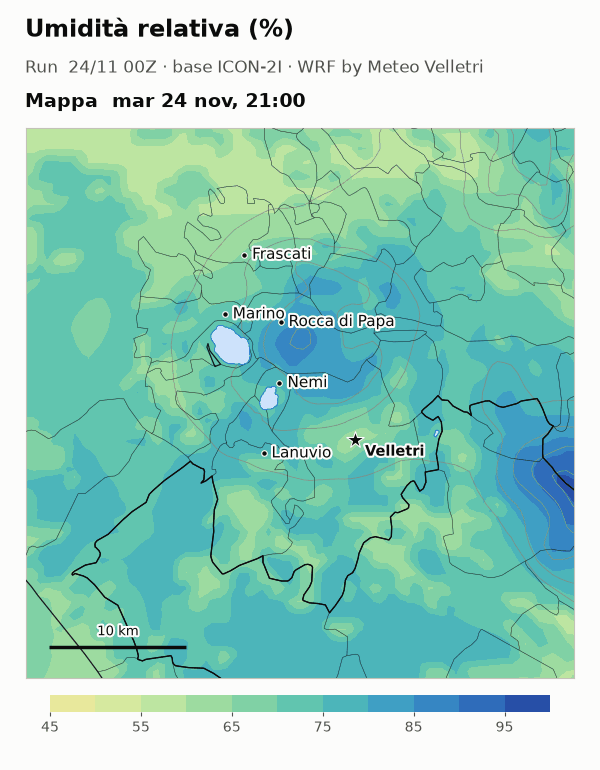 Umidità relativa (%)
Run  24/11 00Z · base ICON-2I · WRF by Meteo Velletri
Mappa  mar 24 nov, 21:00
Frascati
Marino
Rocca di Papa
Nemi
Velletri
Lanuvio
10 km
45 55 65 75 85 95